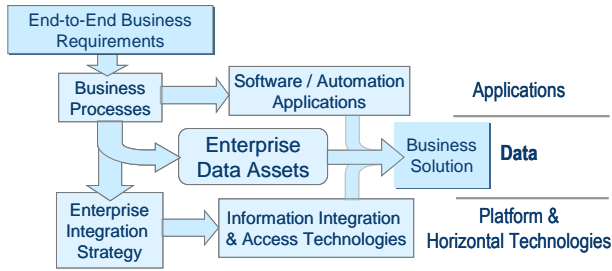 End-to-End Business
Requirements
Business
Processes
Software / Automation
Applications
Applications
Enterprise
Data Assets
Business
Solution
Data
Enterprise
Integration
Strategy
Information Integration
& Access Technologies
Platform &
Horizontal Technologies